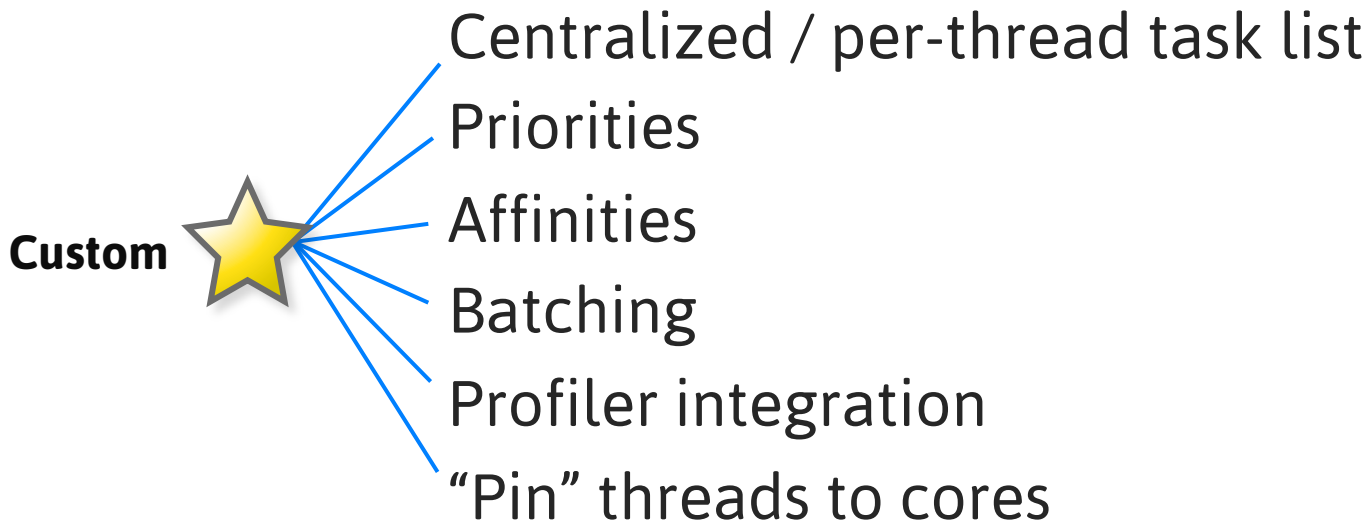 Centralized / per-thread task list
Priorities
Affinities
Custom
Batching
Profiler integration
“Pin” threads to cores